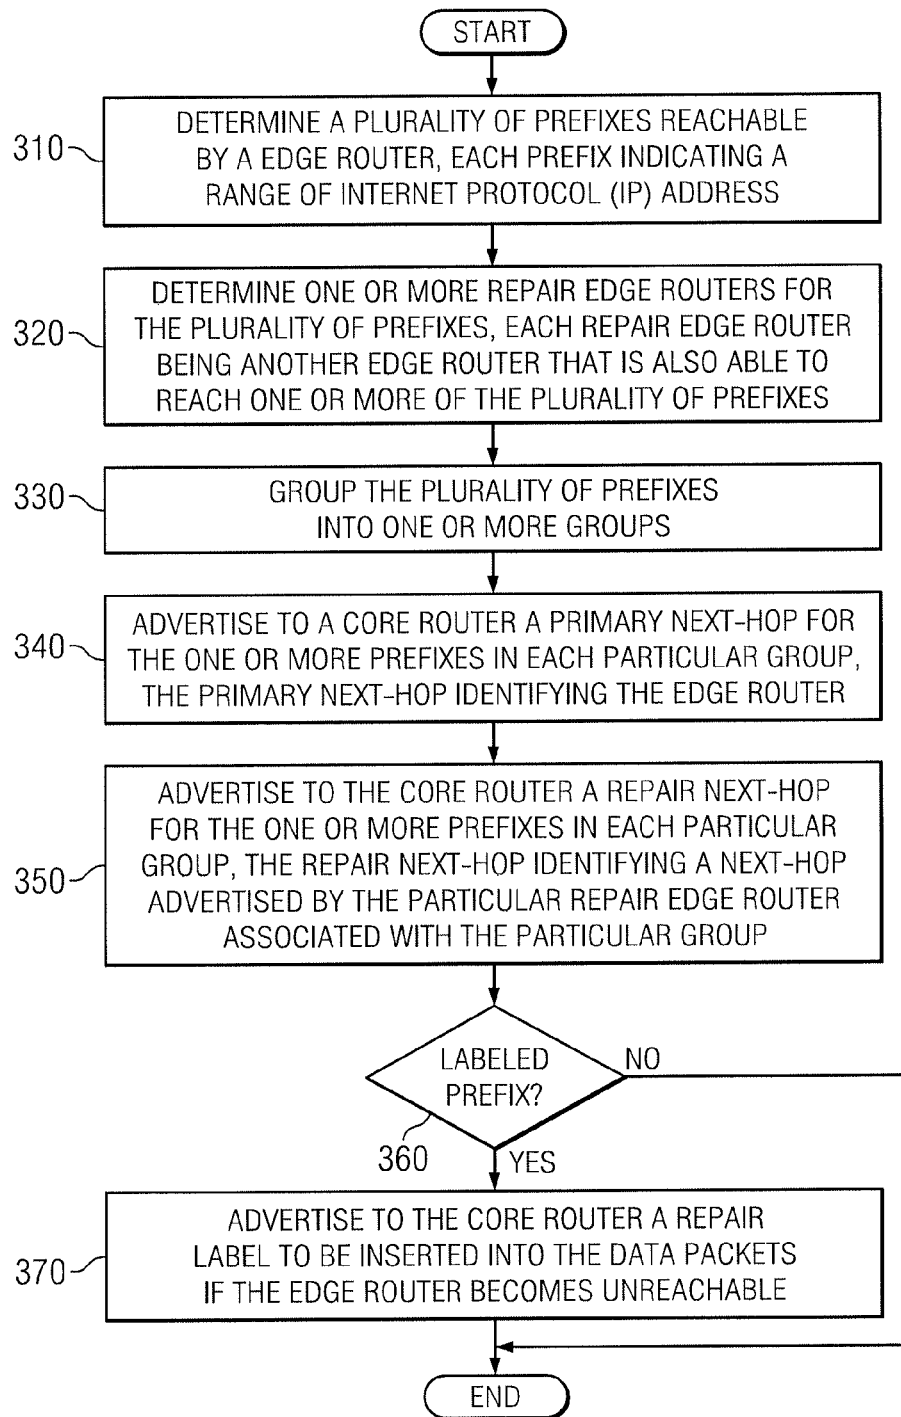 START
310
DETERMINE A PLURALITY OF PREFIXES REACHABLE
BY A EDGE ROUTER, EACH PREFIX INDICATING A
RANGE OF INTERNET PROTOCOL (IP) ADDRESS
320
DETERMINE ONE OR MORE REPAIR EDGE ROUTERS FOR
THE PLURALITY OF PREFIXES, EACH REPAIR EDGE ROUTER
BEING ANOTHER EDGE ROUTER THAT IS ALSO ABLE TO
REACH ONE OR MORE OF THE PLURALITY OF PREFIXES
330
GROUP THE PLURALITY OF PREFIXES
INTO ONE OR MORE GROUPS
340
ADVERTISE TO A CORE ROUTER A PRIMARY NEXT-HOP FOR
THE ONE OR MORE PREFIXES IN EACH PARTICULAR GROUP,
THE PRIMARY NEXT-HOP IDENTIFYING THE EDGE ROUTER
350
ADVERTISE TO THE CORE ROUTER A REPAIR NEXT-HOP
FOR THE ONE OR MORE PREFIXES IN EACH PARTICULAR
GROUP, THE REPAIR NEXT-HOP IDENTIFYING A NEXT-HOP
ADVERTISED BY THE PARTICULAR REPAIR EDGE ROUTER
ASSOCIATED WITH THE PARTICULAR GROUP
LABELED
PREFIX?
NO
360
YES
370
ADVERTISE TO THE CORE ROUTER A REPAIR
LABEL TO BE INSERTED INTO THE DATA PACKETS
IF THE EDGE ROUTER BECOMES UNREACHABLE
END